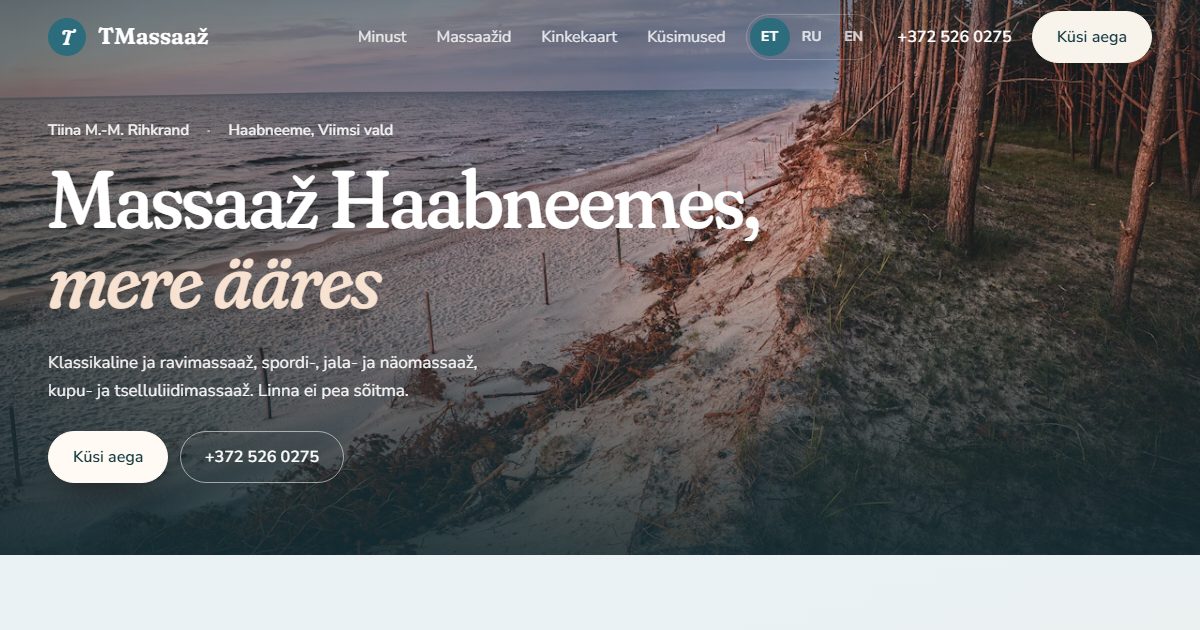 T TMassaaž Minust Massaažid Kinkekaart Küsimused ET RU EN +372 526 0275 Küsi aega
Tiina M.-M. Rihkrand · Haabneeme, Viimsi vald
Massaaž Haabneemes,
mere ääres
Klassikaline ja ravimassaaž, spordi-, jala- ja näomassaaž,
kupu- ja tselluliidimassaaž. Linna ei pea sõitma.
Küsi aega +372 526 0275